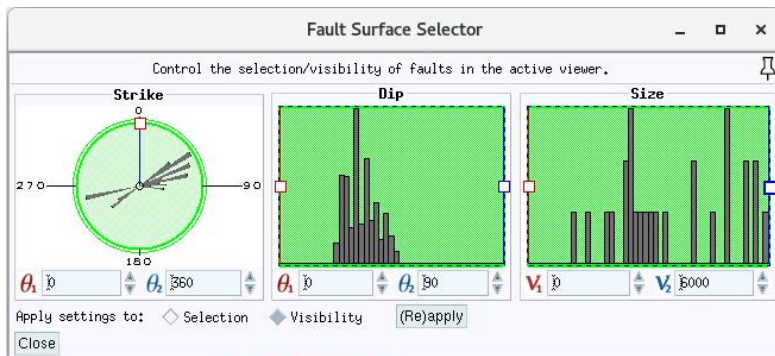 Fault Surface Selector
Control the selection/visibility of faults in the active viewer.
Strike
0
270
90
180
θ₁ 0 θ₂ 360
Dip
θ₁ 0 θ₂ 90
Size
V₁ 0 V₂ 6000
Apply settings to: Selection Visibility (Re)apply
Close